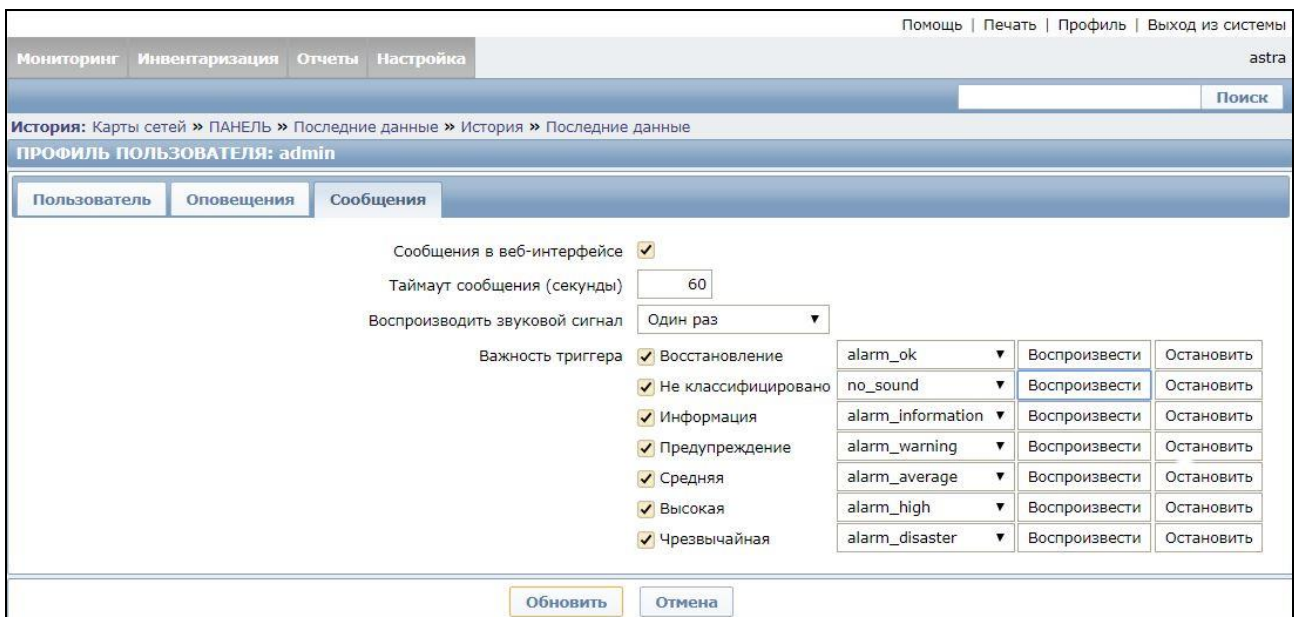 Помощь | Печать | Профиль | Выход из системы
Мониторинг Инвентаризация Отчеты Настройка astra
Поиск
История: Карты сетей » ПАНЕЛЬ » Последние данные » История » Последние данные
ПРОФИЛЬ ПОЛЬЗОВАТЕЛЯ: admin
Пользователь Оповещения Сообщения
Сообщения в веб-интерфейсе
Таймаут сообщения (секунды) 60
Воспроизводить звуковой сигнал Один раз
Важность триггера Восстановление alarm_ok Воспроизвести Остановить
Не классифицировано no_sound Воспроизвести Остановить
Информация alarm_information Воспроизвести Остановить
Предупреждение alarm_warning Воспроизвести Остановить
Средняя alarm_average Воспроизвести Остановить
Высокая alarm_high Воспроизвести Остановить
Чрезвычайная alarm_disaster Воспроизвести Остановить
Обновить Отмена